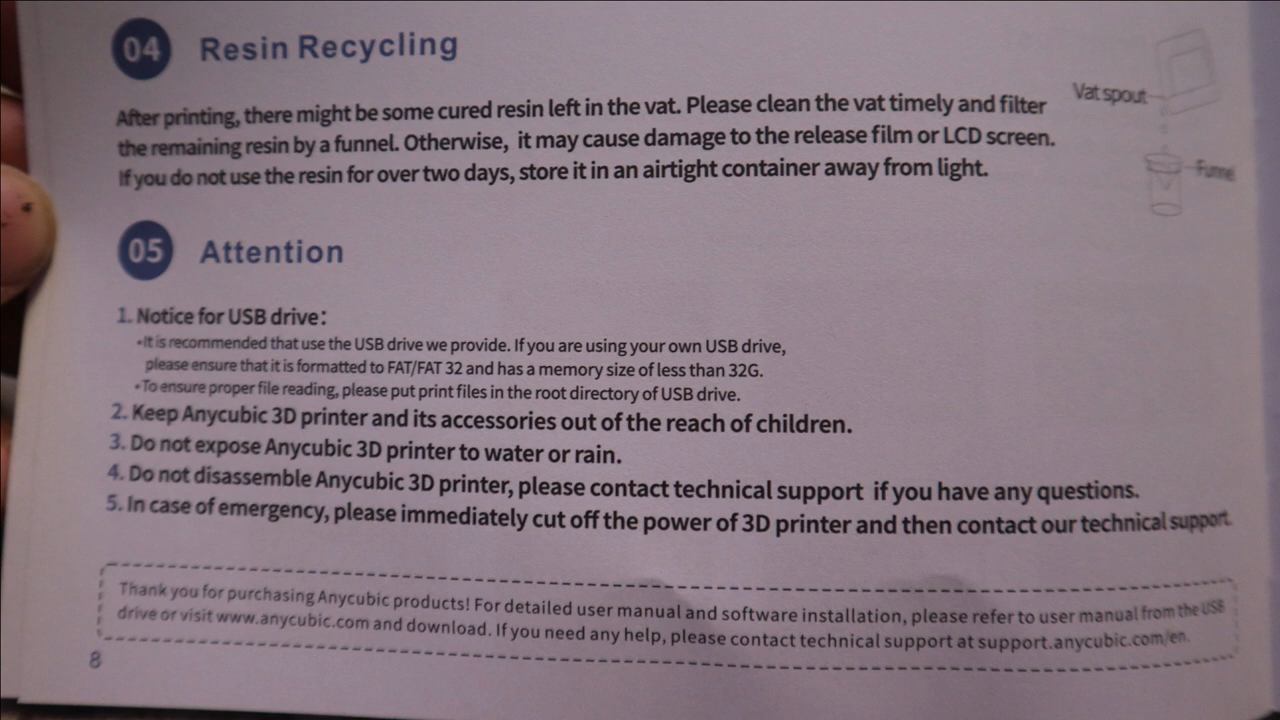 04 Resin Recycling
After printing, there might be some cured resin left in the vat. Please clean the vat timely and filter
the remaining resin by a funnel. Otherwise, it may cause damage to the release film or LCD screen.
If you do not use the resin for over two days, store it in an airtight container away from light.
Vat spout
Funnel
05 Attention
1. Notice for USB drive:
•It is recommended that use the USB drive we provide. If you are using your own USB drive,
please ensure that it is formatted to FAT/FAT 32 and has a memory size of less than 32G.
•To ensure proper file reading, please put print files in the root directory of USB drive.
2. Keep Anycubic 3D printer and its accessories out of the reach of children.
3. Do not expose Anycubic 3D printer to water or rain.
4. Do not disassemble Anycubic 3D printer, please contact technical support if you have any questions.
5. In case of emergency, please immediately cut off the power of 3D printer and then contact our technical support.
Thank you for purchasing Anycubic products! For detailed user manual and software installation, please refer to user manual from the USB
drive or visit www.anycubic.com and download. If you need any help, please contact technical support at support.anycubic.com/en.
8